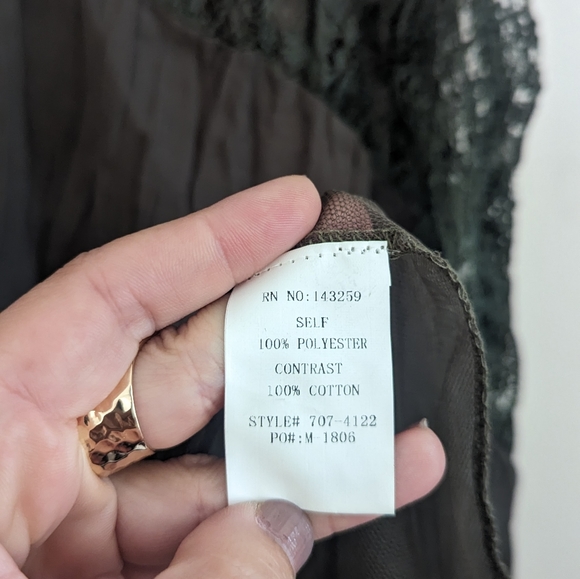 RN NO:143259
SELF
100% POLYESTER
CONTRAST
100% COTTON
STYLE# 707-4122
PO#:M-1806